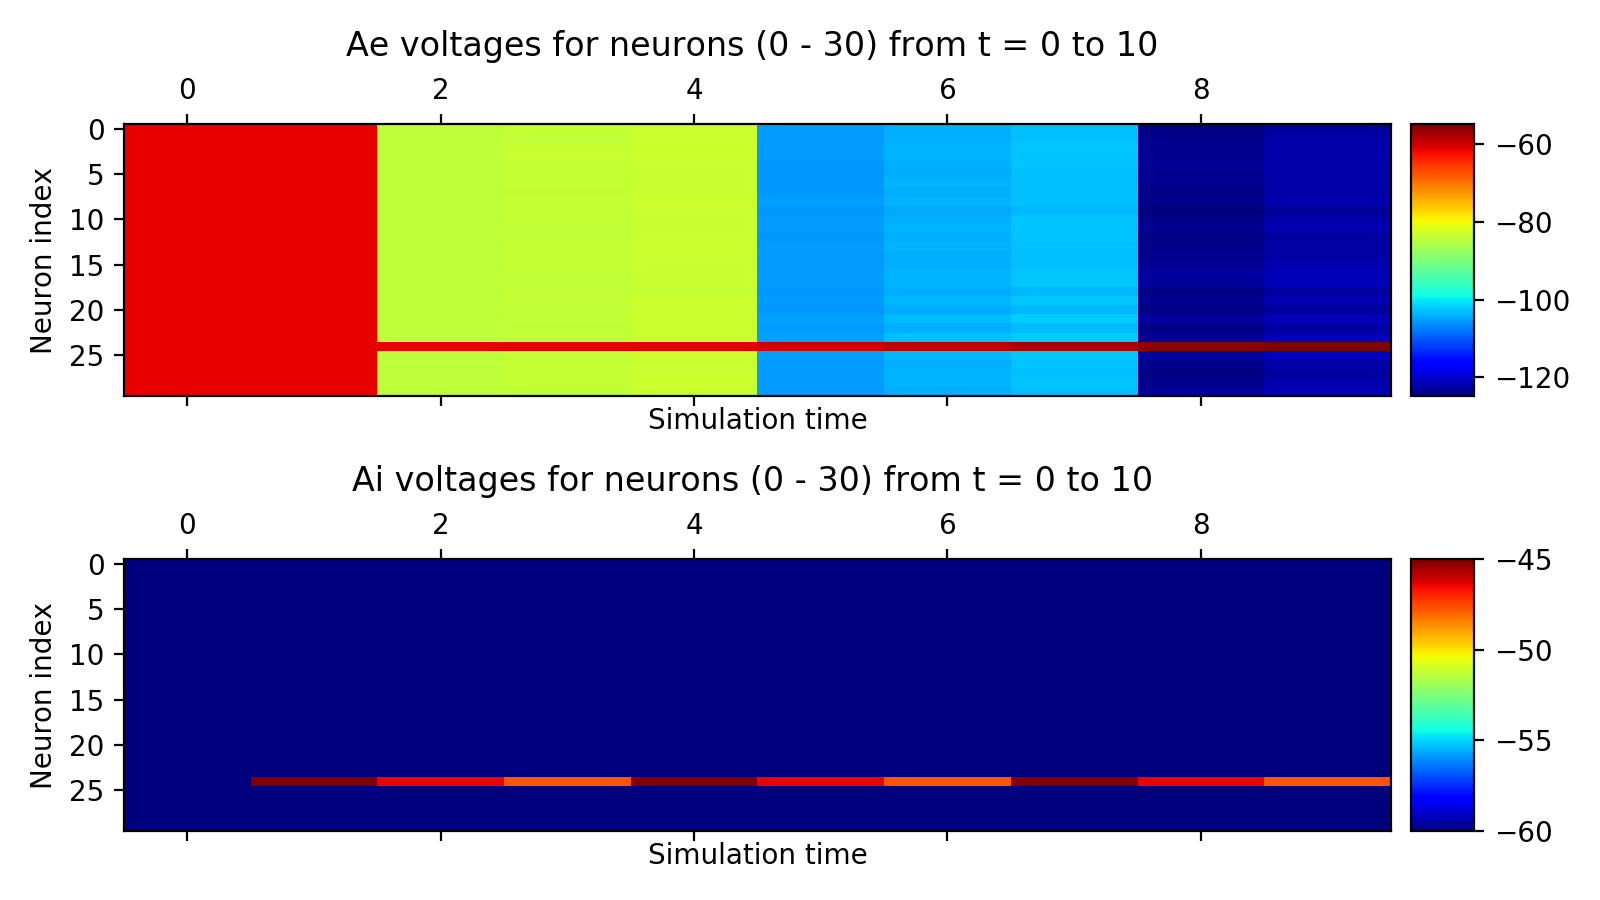 Ae voltages for neurons (0 - 30) from t = 0 to 10
0 2 4 6 8
Neuron index
0
5
10
15
20
25
−60
−80
−100
−120
Simulation time
Ai voltages for neurons (0 - 30) from t = 0 to 10
0 2 4 6 8
Neuron index
0
5
10
15
20
25
−45
−50
−55
−60
Simulation time